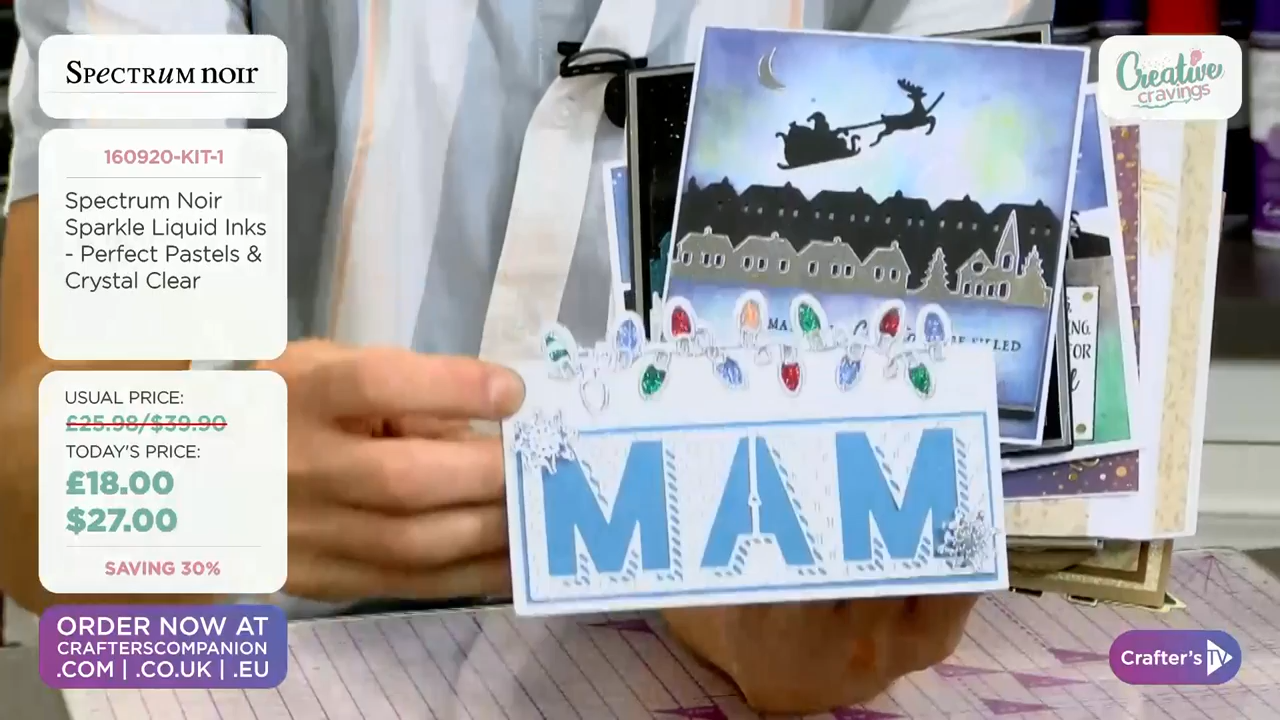 SPECTRUM NOIR
160920-KIT-1
Spectrum Noir
Sparkle Liquid Inks
- Perfect Pastels &
Crystal Clear
USUAL PRICE:
£25.98/$39.90
TODAY'S PRICE:
£18.00
$27.00
SAVING 30%
ORDER NOW AT
CRAFTERSCOMPANION
.COM | .CO.UK | .EU
Creative
cravings
FILLED
FOR
MAM
Crafter's TV